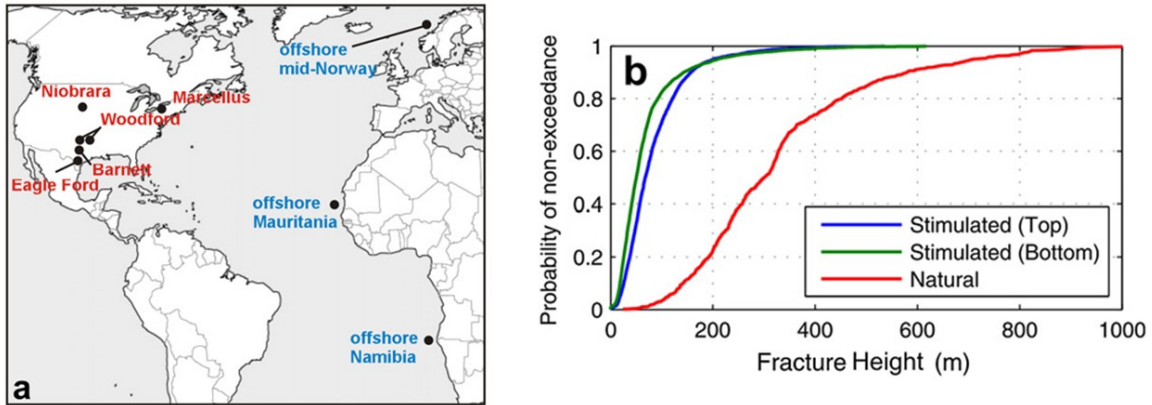 offshore
mid-Norway
Niobrara
Marcellus
Woodford
Barnett
Eagle Ford
offshore
Mauritania
offshore
Namibia
a
b
Probability of non-exceedance
1
0.8
0.6
0.4
0.2
0
Stimulated (Top)
Stimulated (Bottom)
Natural
0 200 400 600 800 1000
Fracture Height (m)